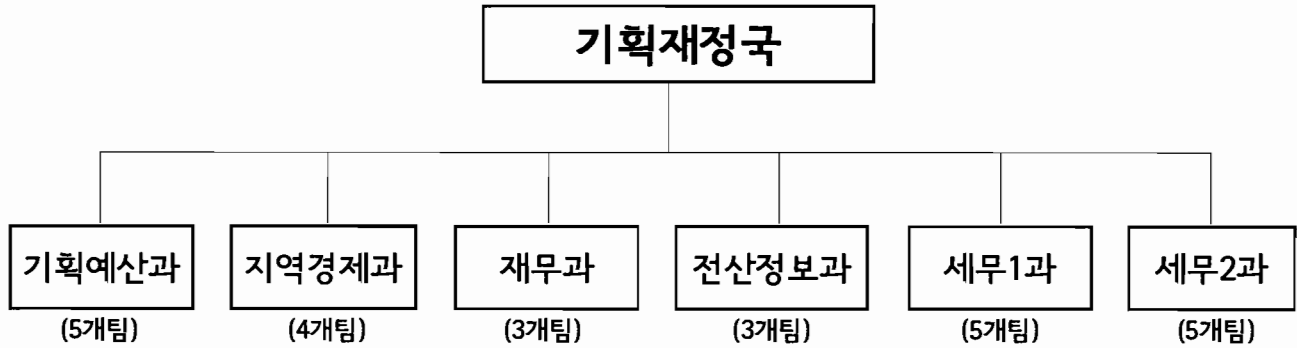 기획재정국
기획예산과 지역경제과 재무과 전산정보과 세무1과 세무2과
(5개팀) (4개팀) (3개팀) (3개팀) (5개팀) (5개팀)